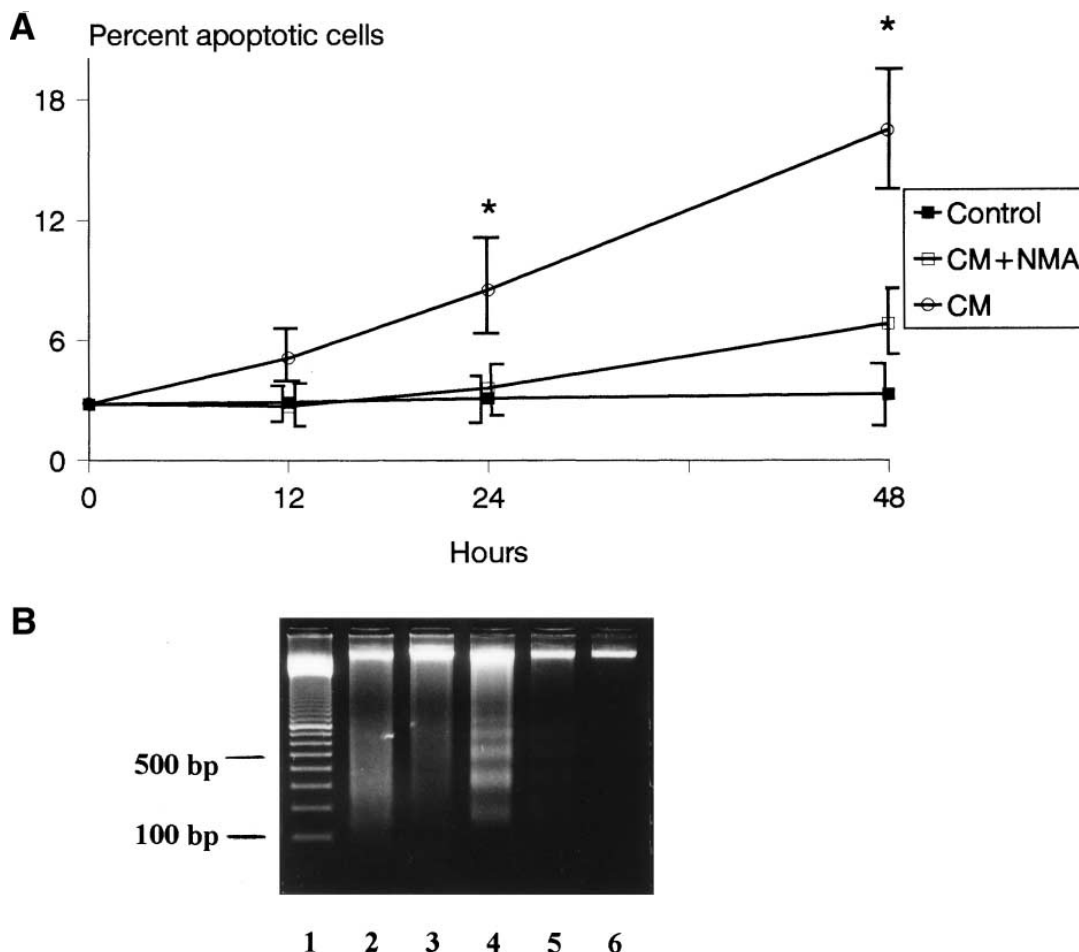 A
Percent apoptotic cells
*
*
18
12
6
0
0 12 24 48
Hours
Control
CM+NMA
CM
B
500 bp
100 bp
1 2 3 4 5 6